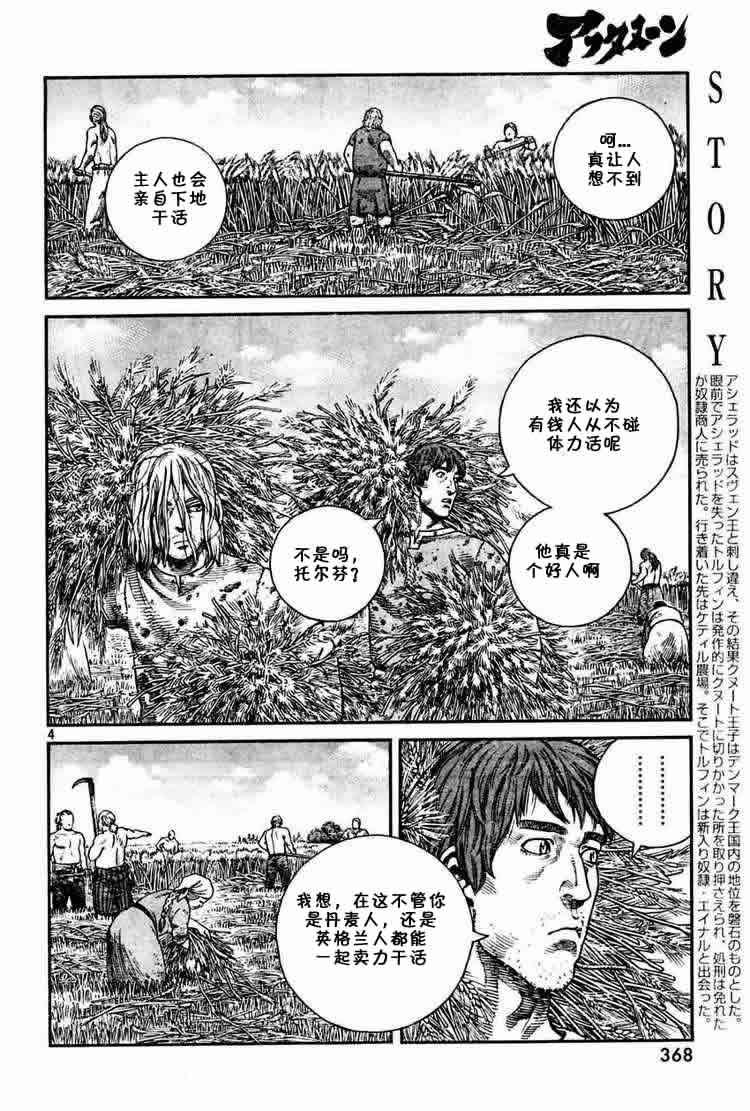 アフタヌーン
STORY
アシェラッドはスヴェン王と刺し違え、その結果クヌート王子はデンマーク王国内の地位を磐石のものとした。
眼前でアシェラッドを失ったトルフィンは発作的にクヌートに切りかかった所を取り押さえられ、処刑は免れた
が奴隷商人に売られた。行き着いた先はケティル農場。そこでトルフィンは新入り奴隷・エイナルと出会った。
呵…
真让人
想不到
主人也会
亲自下地
干活
我还以为
有钱人从不碰
体力活呢
他真是
个好人啊
不是吗，
托尔芬？
4
………
………
我想，在这不管你
是丹麦人，还是
英格兰人都能
一起卖力干活
368